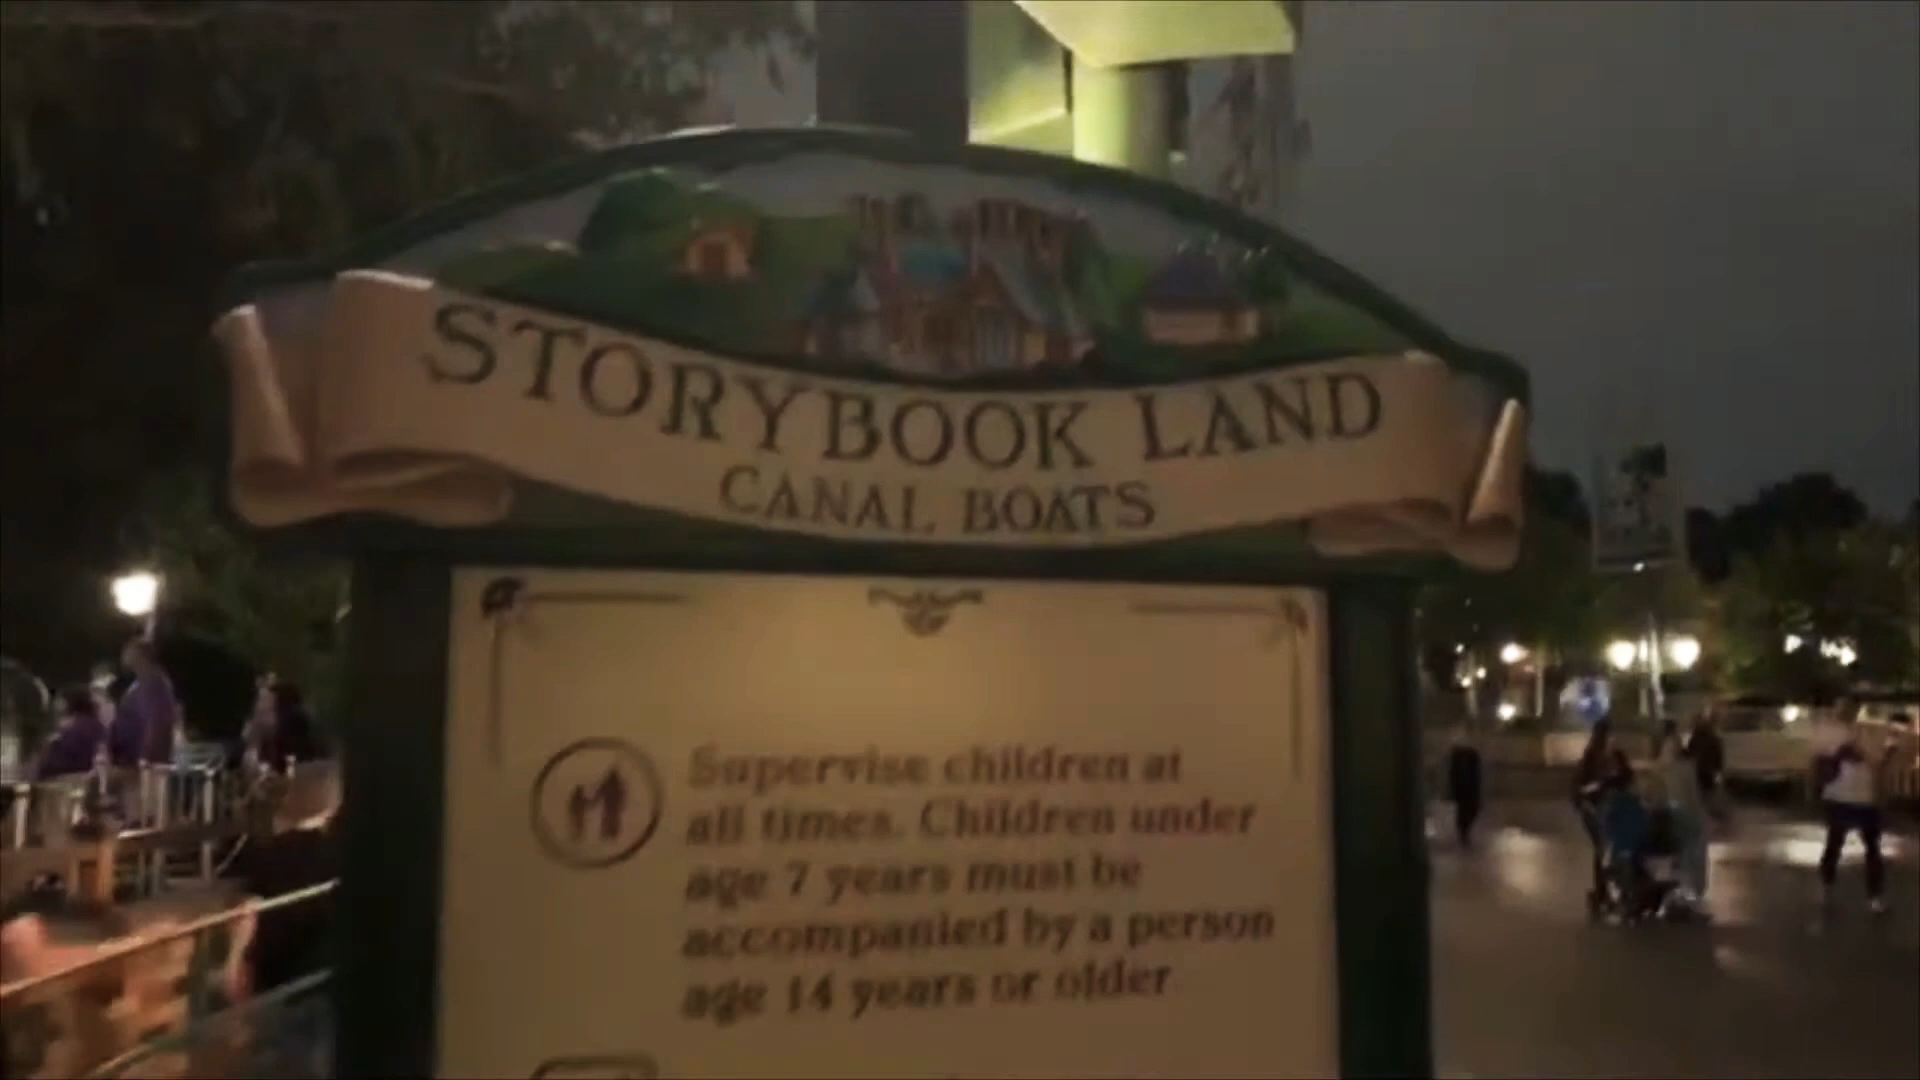 STORYBOOK LAND
CANAL BOATS
Supervise children at
all times. Children under
age 7 years must be
accompanied by a person
age 14 years or older